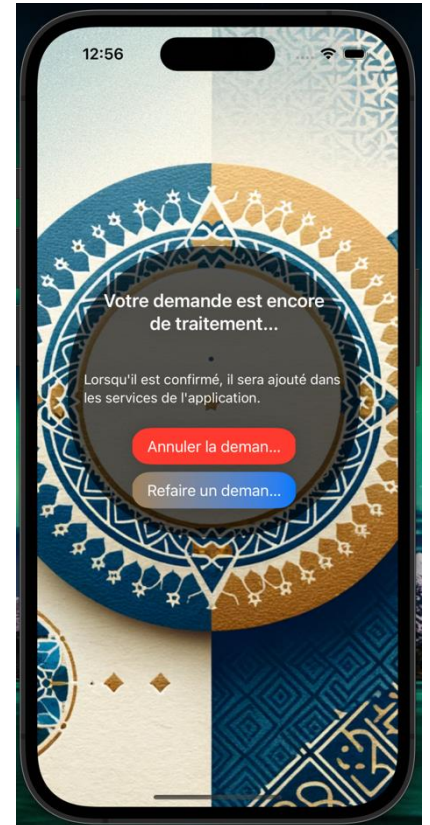 12:56
Votre demande est encore
de traitement...
Lorsqu'il est confirmé, il sera ajouté dans
les services de l'application.
Annuler la deman...
Refaire un deman...